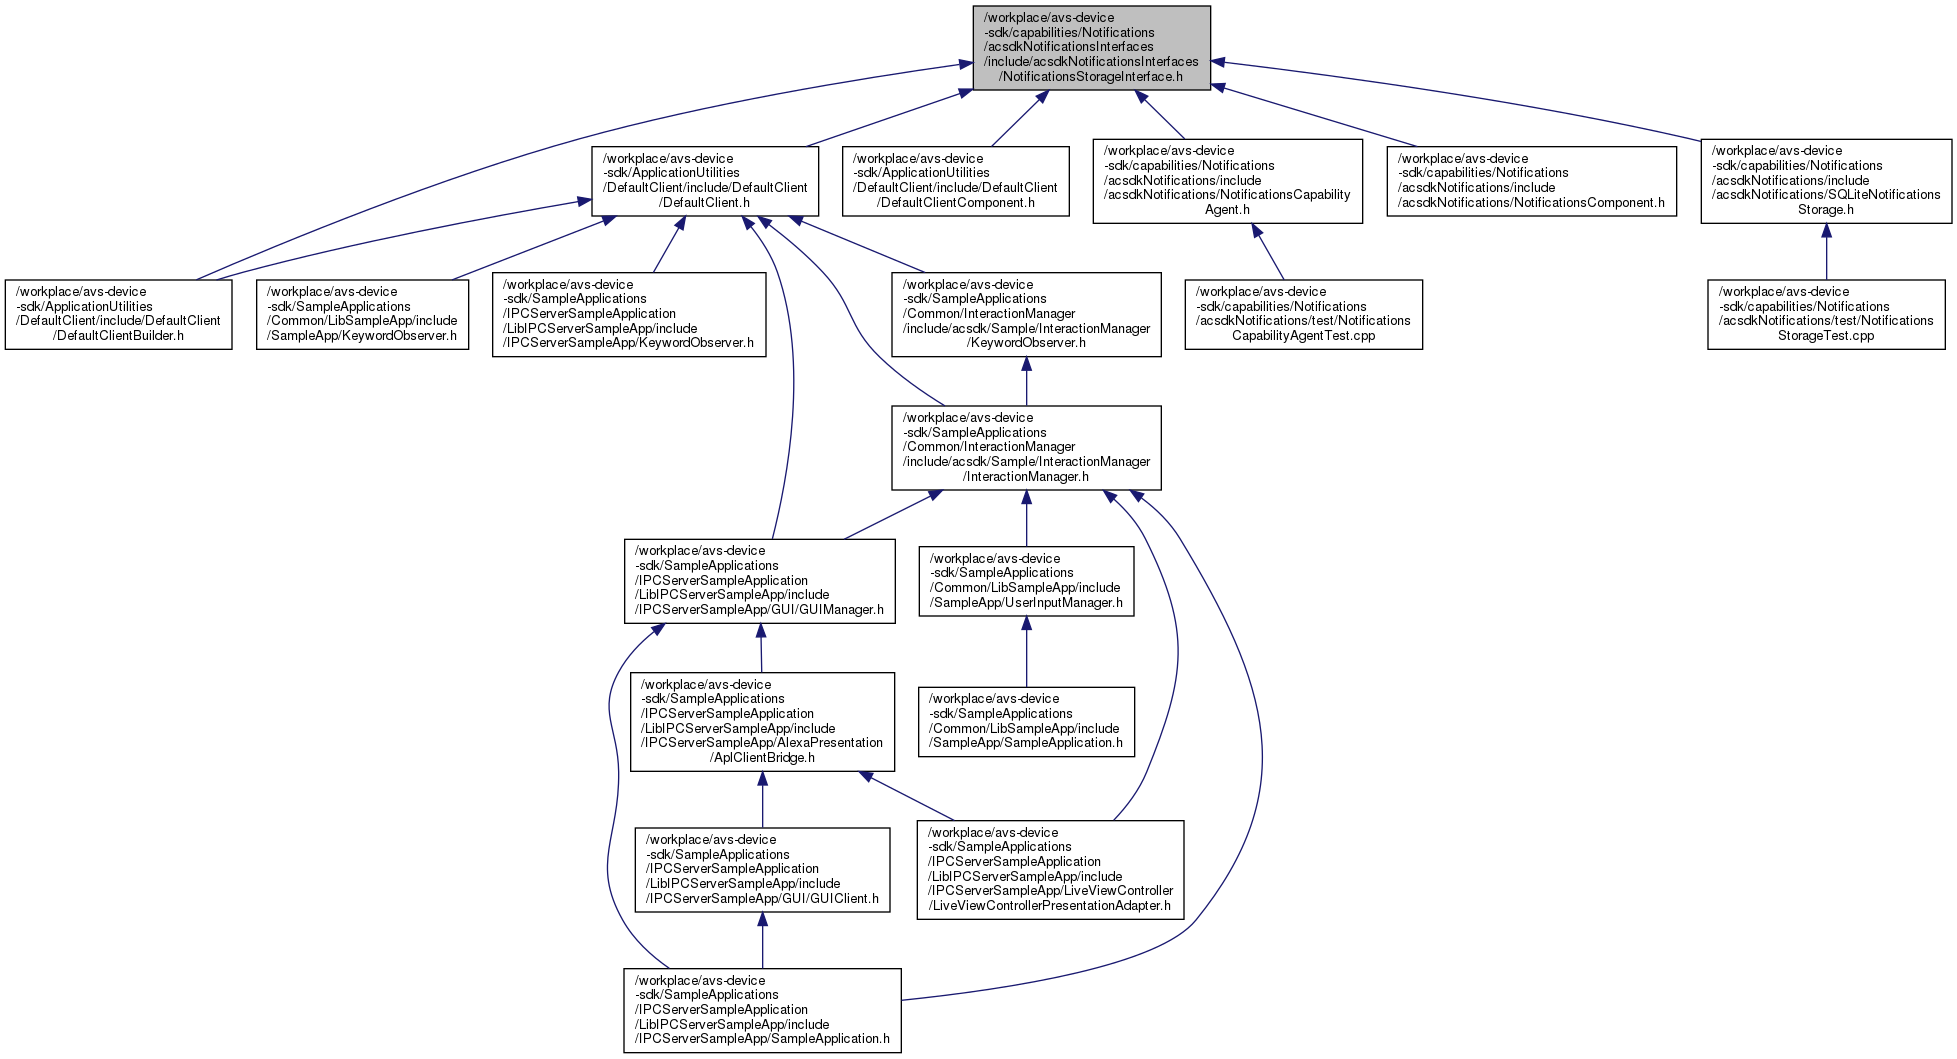 /workplace/avs-device
-sdk/capabilities/Notifications
/acsdkNotificationsInterfaces
/include/acsdkNotificationsInterfaces
/NotificationsStorageInterface.h
/workplace/avs-device
-sdk/ApplicationUtilities
/DefaultClient/include/DefaultClient
/DefaultClient.h
/workplace/avs-device
-sdk/ApplicationUtilities
/DefaultClient/include/DefaultClient
/DefaultClientComponent.h
/workplace/avs-device
-sdk/capabilities/Notifications
/acsdkNotifications/include
/acsdkNotifications/NotificationsCapability
Agent.h
/workplace/avs-device
-sdk/capabilities/Notifications
/acsdkNotifications/include
/acsdkNotifications/NotificationsComponent.h
/workplace/avs-device
-sdk/capabilities/Notifications
/acsdkNotifications/include
/acsdkNotifications/SQLiteNotifications
Storage.h
/workplace/avs-device
-sdk/ApplicationUtilities
/DefaultClient/include/DefaultClient
/DefaultClientBuilder.h
/workplace/avs-device
-sdk/SampleApplications
/Common/LibSampleApp/include
/SampleApp/KeywordObserver.h
/workplace/avs-device
-sdk/SampleApplications
/IPCServerSampleApplication
/LibIPCServerSampleApp/include
/IPCServerSampleApp/KeywordObserver.h
/workplace/avs-device
-sdk/SampleApplications
/Common/InteractionManager
/include/acsdk/Sample/InteractionManager
/KeywordObserver.h
/workplace/avs-device
-sdk/capabilities/Notifications
/acsdkNotifications/test/Notifications
CapabilityAgentTest.cpp
/workplace/avs-device
-sdk/capabilities/Notifications
/acsdkNotifications/test/Notifications
StorageTest.cpp
/workplace/avs-device
-sdk/SampleApplications
/Common/InteractionManager
/include/acsdk/Sample/InteractionManager
/InteractionManager.h
/workplace/avs-device
-sdk/SampleApplications
/IPCServerSampleApplication
/LibIPCServerSampleApp/include
/IPCServerSampleApp/GUI/GUIManager.h
/workplace/avs-device
-sdk/SampleApplications
/Common/LibSampleApp/include
/SampleApp/UserInputManager.h
/workplace/avs-device
-sdk/SampleApplications
/IPCServerSampleApplication
/LibIPCServerSampleApp/include
/IPCServerSampleApp/AlexaPresentation
/AplClientBridge.h
/workplace/avs-device
-sdk/SampleApplications
/Common/LibSampleApp/include
/SampleApp/SampleApplication.h
/workplace/avs-device
-sdk/SampleApplications
/IPCServerSampleApplication
/LibIPCServerSampleApp/include
/IPCServerSampleApp/GUI/GUIClient.h
/workplace/avs-device
-sdk/SampleApplications
/IPCServerSampleApplication
/LibIPCServerSampleApp/include
/IPCServerSampleApp/LiveViewController
/LiveViewControllerPresentationAdapter.h
/workplace/avs-device
-sdk/SampleApplications
/IPCServerSampleApplication
/LibIPCServerSampleApp/include
/IPCServerSampleApp/SampleApplication.h